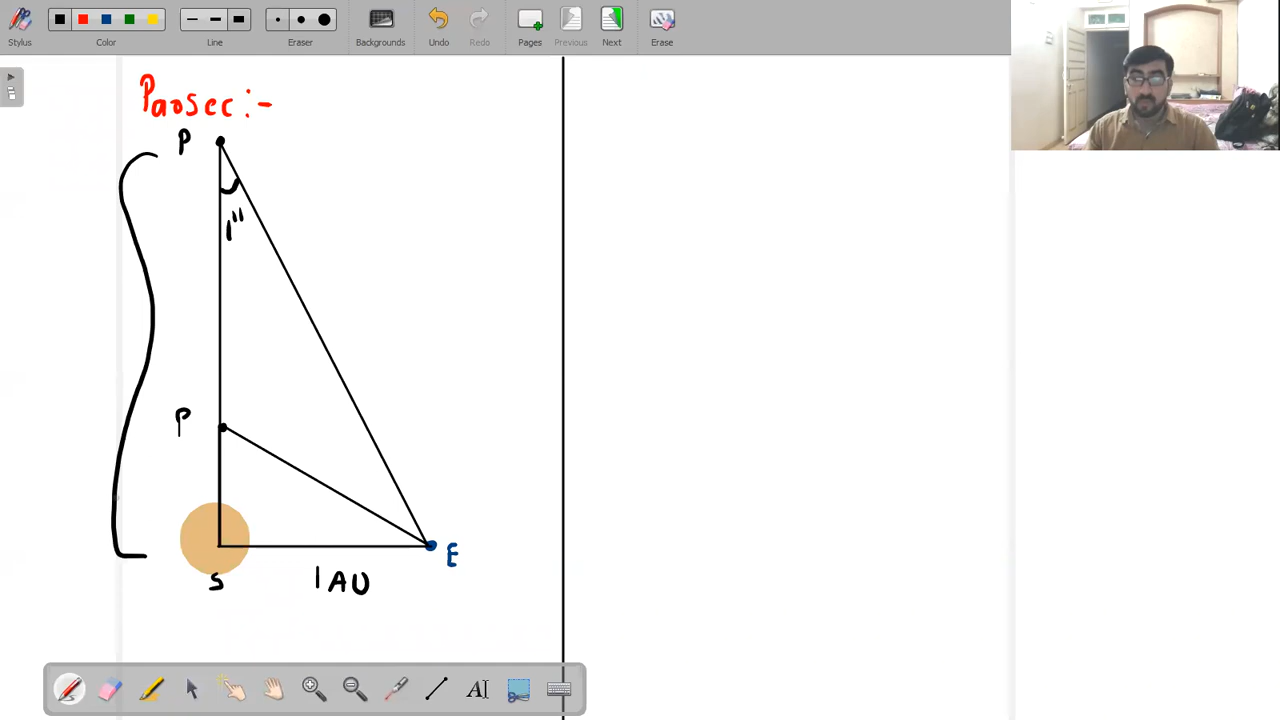 Stylus
Color
Line
Eraser
Backgrounds
Undo
Redo
Pages
Previous
Next
Erase
Parsec :-
P
1"
P
S
1 AU
E